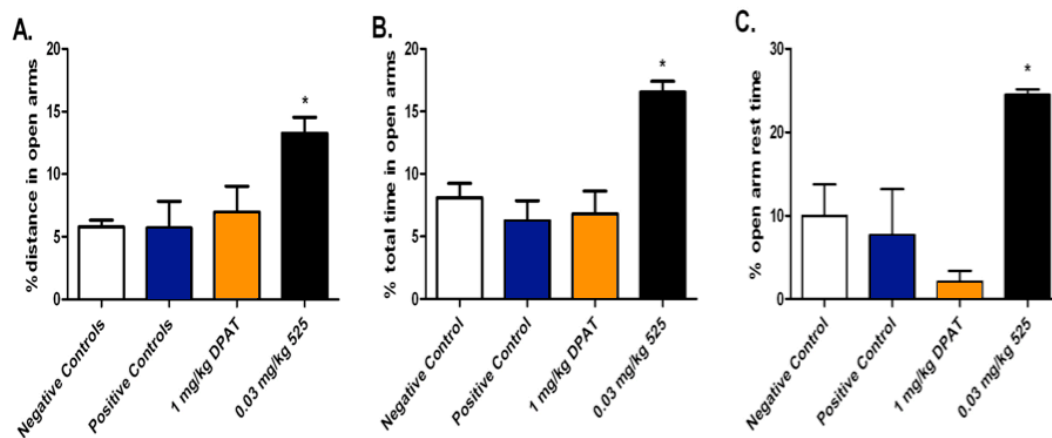 A.
%distance in open arms
20
15
10
5
0
*
Negative Controls
Positive Controls
1 mg/kg DPAT
0.03 mg/kg 525
B.
% total time in open arms
20
15
10
5
0
*
Negative Control
Positive Control
1 mg/kg DPAT
0.03 mg/kg 525
C.
% open arm rest time
30
20
10
0
*
Negative Control
Positive Control
1 mg/kg DPAT
0.03 mg/kg 525